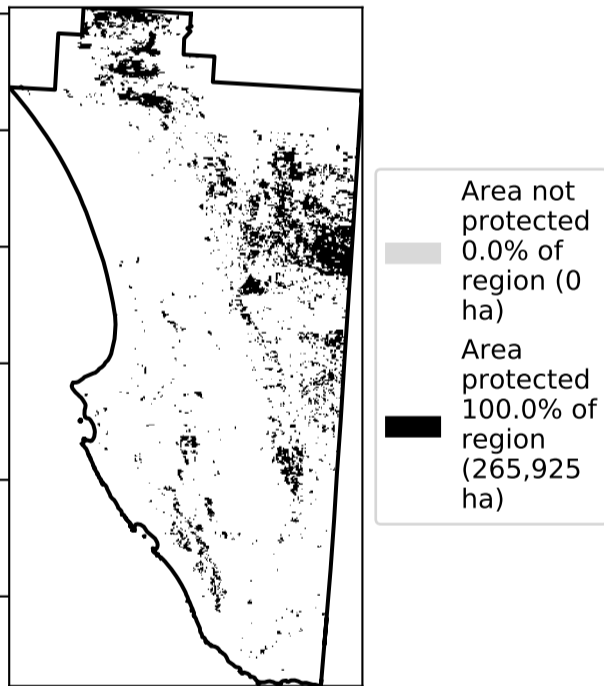 Area not
protected
0.0% of
region (0
ha)
Area
protected
100.0% of
region
(265,925
ha)